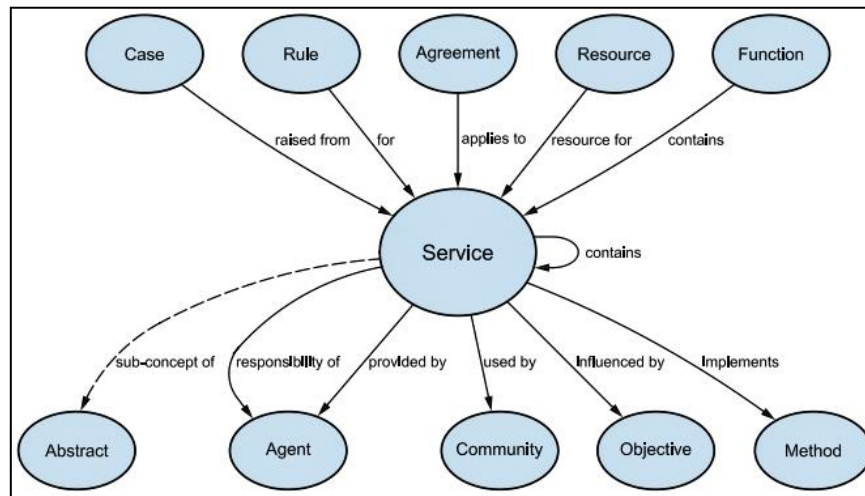 Case
Rule
Agreement
Resource
Function
raised from
for
applies to
resource for
contains
Service
contains
sub-concept of
responsibility of
provided by
used by
influenced by
implements
Abstract
Agent
Community
Objective
Method